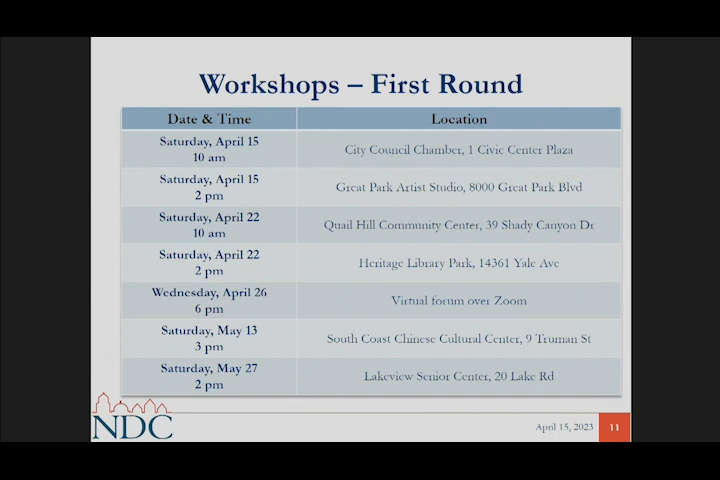 Workshops – First Round
Date & Time Location
Saturday, April 15
10 am
City Council Chamber, 1 Civic Center Plaza
Saturday, April 15
2 pm
Great Park Artist Studio, 8000 Great Park Blvd
Saturday, April 22
10 am
Quail Hill Community Center, 39 Shady Canyon Dr
Saturday, April 22
2 pm
Heritage Library Park, 14361 Yale Ave
Wednesday, April 26
6 pm
Virtual forum over Zoom
Saturday, May 13
3 pm
South Coast Chinese Cultural Center, 9 Truman St
Saturday, May 27
2 pm
Lakeview Senior Center, 20 Lake Rd
NDC
April 15, 2023 11